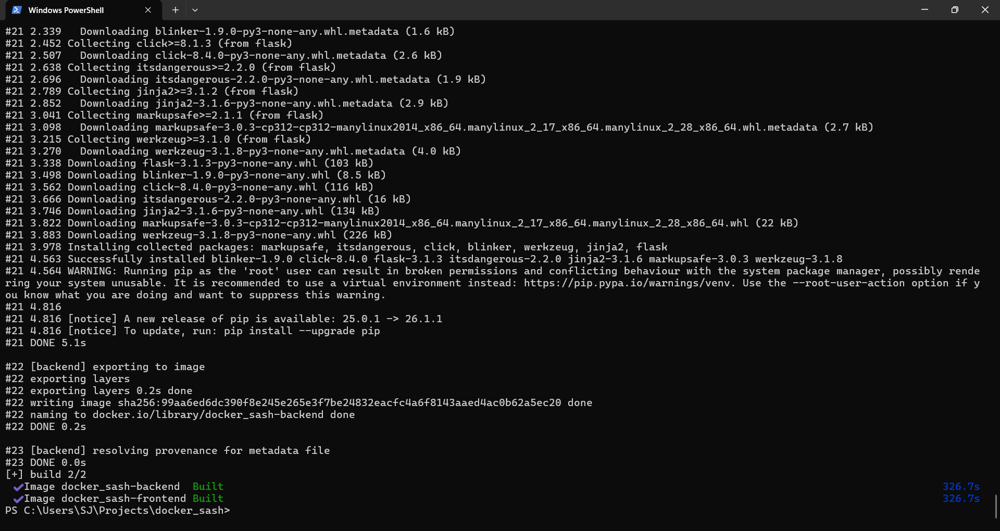 Windows PowerShell
#21 2.339   Downloading blinker-1.9.0-py3-none-any.whl.metadata (1.6 kB)
#21 2.452 Collecting click>=8.1.3 (from flask)
#21 2.507   Downloading click-8.4.0-py3-none-any.whl.metadata (2.6 kB)
#21 2.638 Collecting itsdangerous>=2.2.0 (from flask)
#21 2.696   Downloading itsdangerous-2.2.0-py3-none-any.whl.metadata (1.9 kB)
#21 2.789 Collecting jinja2>=3.1.2 (from flask)
#21 2.852   Downloading jinja2-3.1.6-py3-none-any.whl.metadata (2.9 kB)
#21 3.041 Collecting markupsafe>=2.1.1 (from flask)
#21 3.098   Downloading markupsafe-3.0.3-cp312-cp312-manylinux2014_x86_64.manylinux_2_17_x86_64.manylinux_2_28_x86_64.whl.metadata (2.7 kB)
#21 3.215 Collecting werkzeug>=3.1.0 (from flask)
#21 3.270   Downloading werkzeug-3.1.8-py3-none-any.whl.metadata (4.0 kB)
#21 3.338 Downloading flask-3.1.3-py3-none-any.whl (103 kB)
#21 3.498 Downloading blinker-1.9.0-py3-none-any.whl (8.5 kB)
#21 3.562 Downloading click-8.4.0-py3-none-any.whl (116 kB)
#21 3.666 Downloading itsdangerous-2.2.0-py3-none-any.whl (16 kB)
#21 3.746 Downloading jinja2-3.1.6-py3-none-any.whl (134 kB)
#21 3.822 Downloading markupsafe-3.0.3-cp312-cp312-manylinux2014_x86_64.manylinux_2_17_x86_64.manylinux_2_28_x86_64.whl (22 kB)
#21 3.883 Downloading werkzeug-3.1.8-py3-none-any.whl (226 kB)
#21 3.978 Installing collected packages: markupsafe, itsdangerous, click, blinker, werkzeug, jinja2, flask
#21 4.563 Successfully installed blinker-1.9.0 click-8.4.0 flask-3.1.3 itsdangerous-2.2.0 jinja2-3.1.6 markupsafe-3.0.3 werkzeug-3.1.8
#21 4.564 WARNING: Running pip as the 'root' user can result in broken permissions and conflicting behaviour with the system package manager, possibly rende
ring your system unusable. It is recommended to use a virtual environment instead: https://pip.pypa.io/warnings/venv. Use the --root-user-action option if y
ou know what you are doing and want to suppress this warning.
#21 4.816
#21 4.816 [notice] A new release of pip is available: 25.0.1 -> 26.1.1
#21 4.816 [notice] To update, run: pip install --upgrade pip
#21 DONE 5.1s
#22 [backend] exporting to image
#22 exporting layers
#22 exporting layers 0.2s done
#22 writing image sha256:99aa6ed6dc390f8e245e265e3f7be24832eacfc4a6f8143aaed4ac0b62a5ec20 done
#22 naming to docker.io/library/docker_sash-backend done
#22 DONE 0.2s
#23 [backend] resolving provenance for metadata file
#23 DONE 0.0s
[+] build 2/2
✔Image docker_sash-backend  Built 326.7s
✔Image docker_sash-frontend Built 326.7s
PS C:\Users\SJ\Projects\docker_sash>